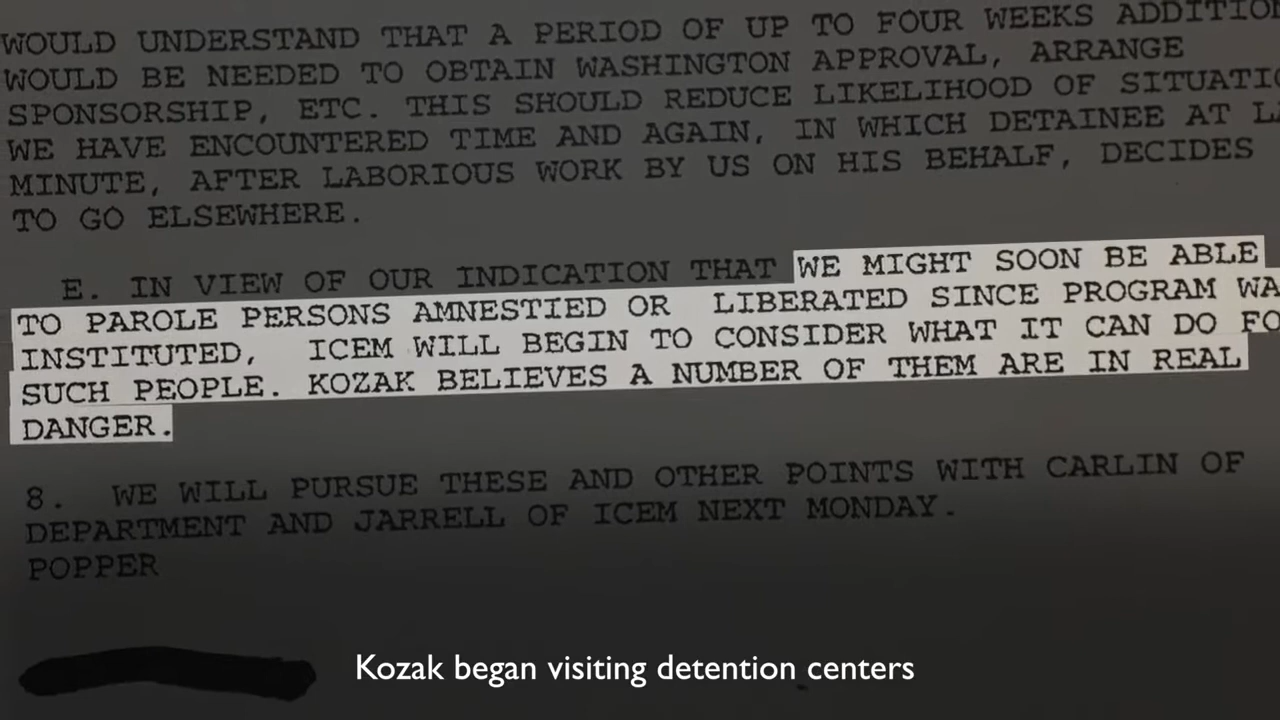 WOULD UNDERSTAND THAT A PERIOD OF UP TO FOUR WEEKS ADDITION
WOULD BE NEEDED TO OBTAIN WASHINGTON APPROVAL, ARRANGE
SPONSORSHIP, ETC. THIS SHOULD REDUCE LIKELIHOOD OF SITUATIO
WE HAVE ENCOUNTERED TIME AND AGAIN, IN WHICH DETAINEE AT LA
MINUTE, AFTER LABORIOUS WORK BY US ON HIS BEHALF, DECIDES
TO GO ELSEWHERE.
E. IN VIEW OF OUR INDICATION THAT WE MIGHT SOON BE ABLE
TO PAROLE PERSONS AMNESTIED OR LIBERATED SINCE PROGRAM WA
INSTITUTED, ICEM WILL BEGIN TO CONSIDER WHAT IT CAN DO FO
SUCH PEOPLE. KOZAK BELIEVES A NUMBER OF THEM ARE IN REAL
DANGER.
8. WE WILL PURSUE THESE AND OTHER POINTS WITH CARLIN OF
DEPARTMENT AND JARRELL OF ICEM NEXT MONDAY.
POPPER
Kozak began visiting detention centers